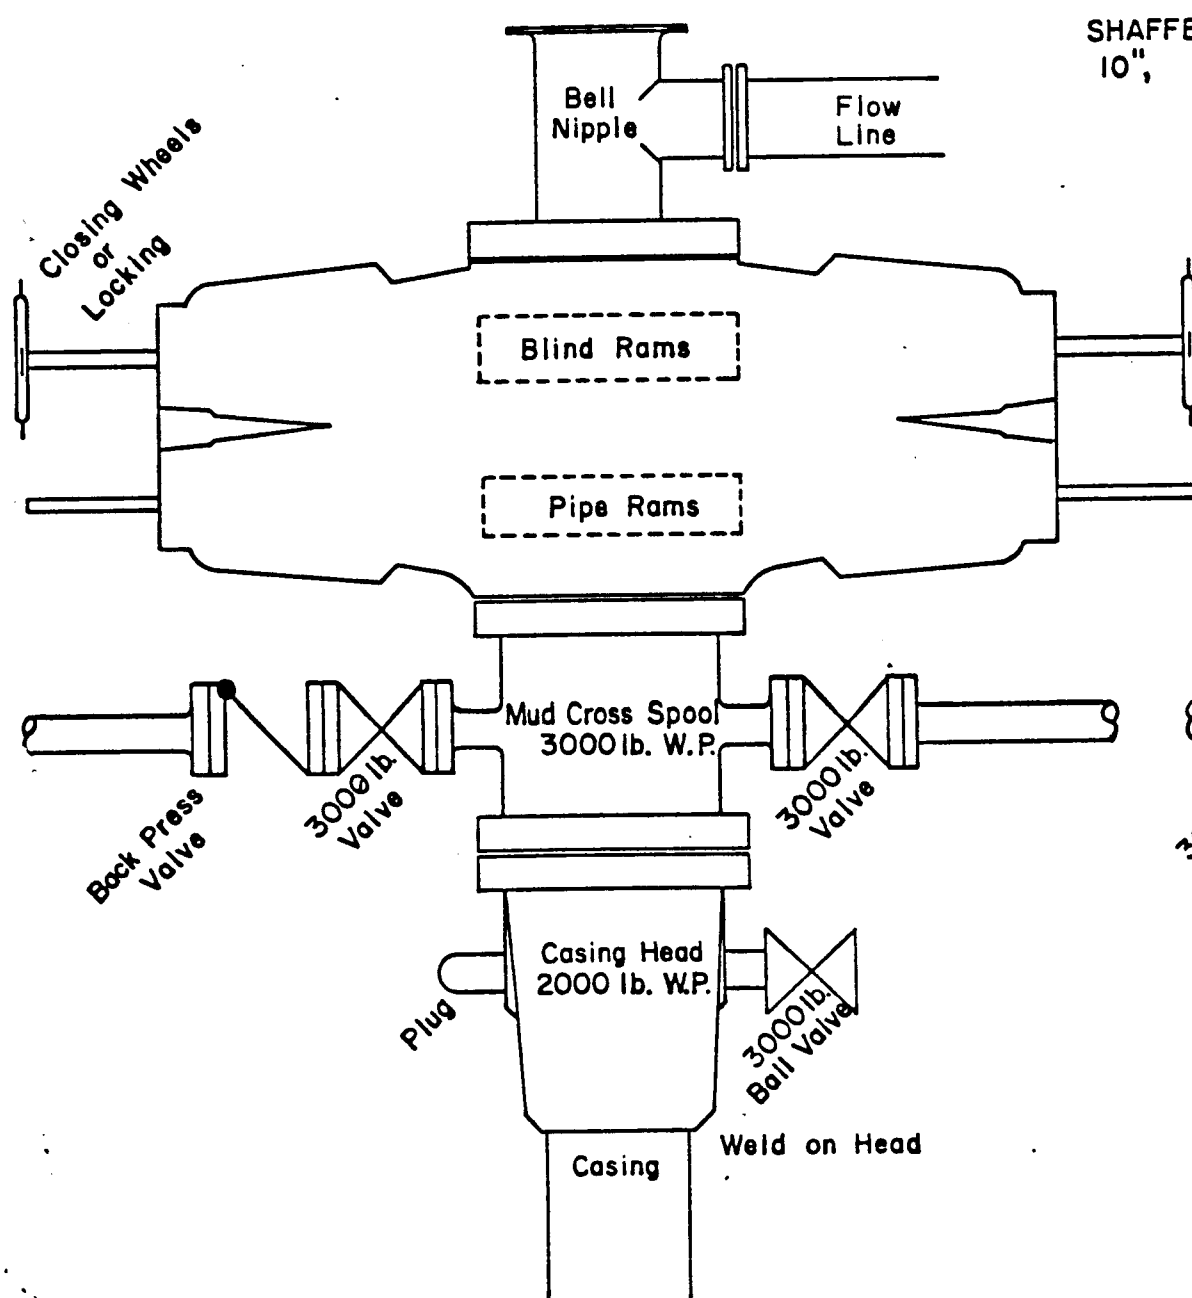 SHAFFE
10",
Bell
Nipple
Flow
Line
Closing Wheels
or
Locking
Blind Rams
Pipe Rams
Mud Cross Spool
3000 lb. W.P.
3000 lb.
Valve
3000 lb.
Valve
Back Press
Valve
Casing Head
2000 lb. W.P.
Plug
3000 lb.
Ball Valve
Weld on Head
Casing